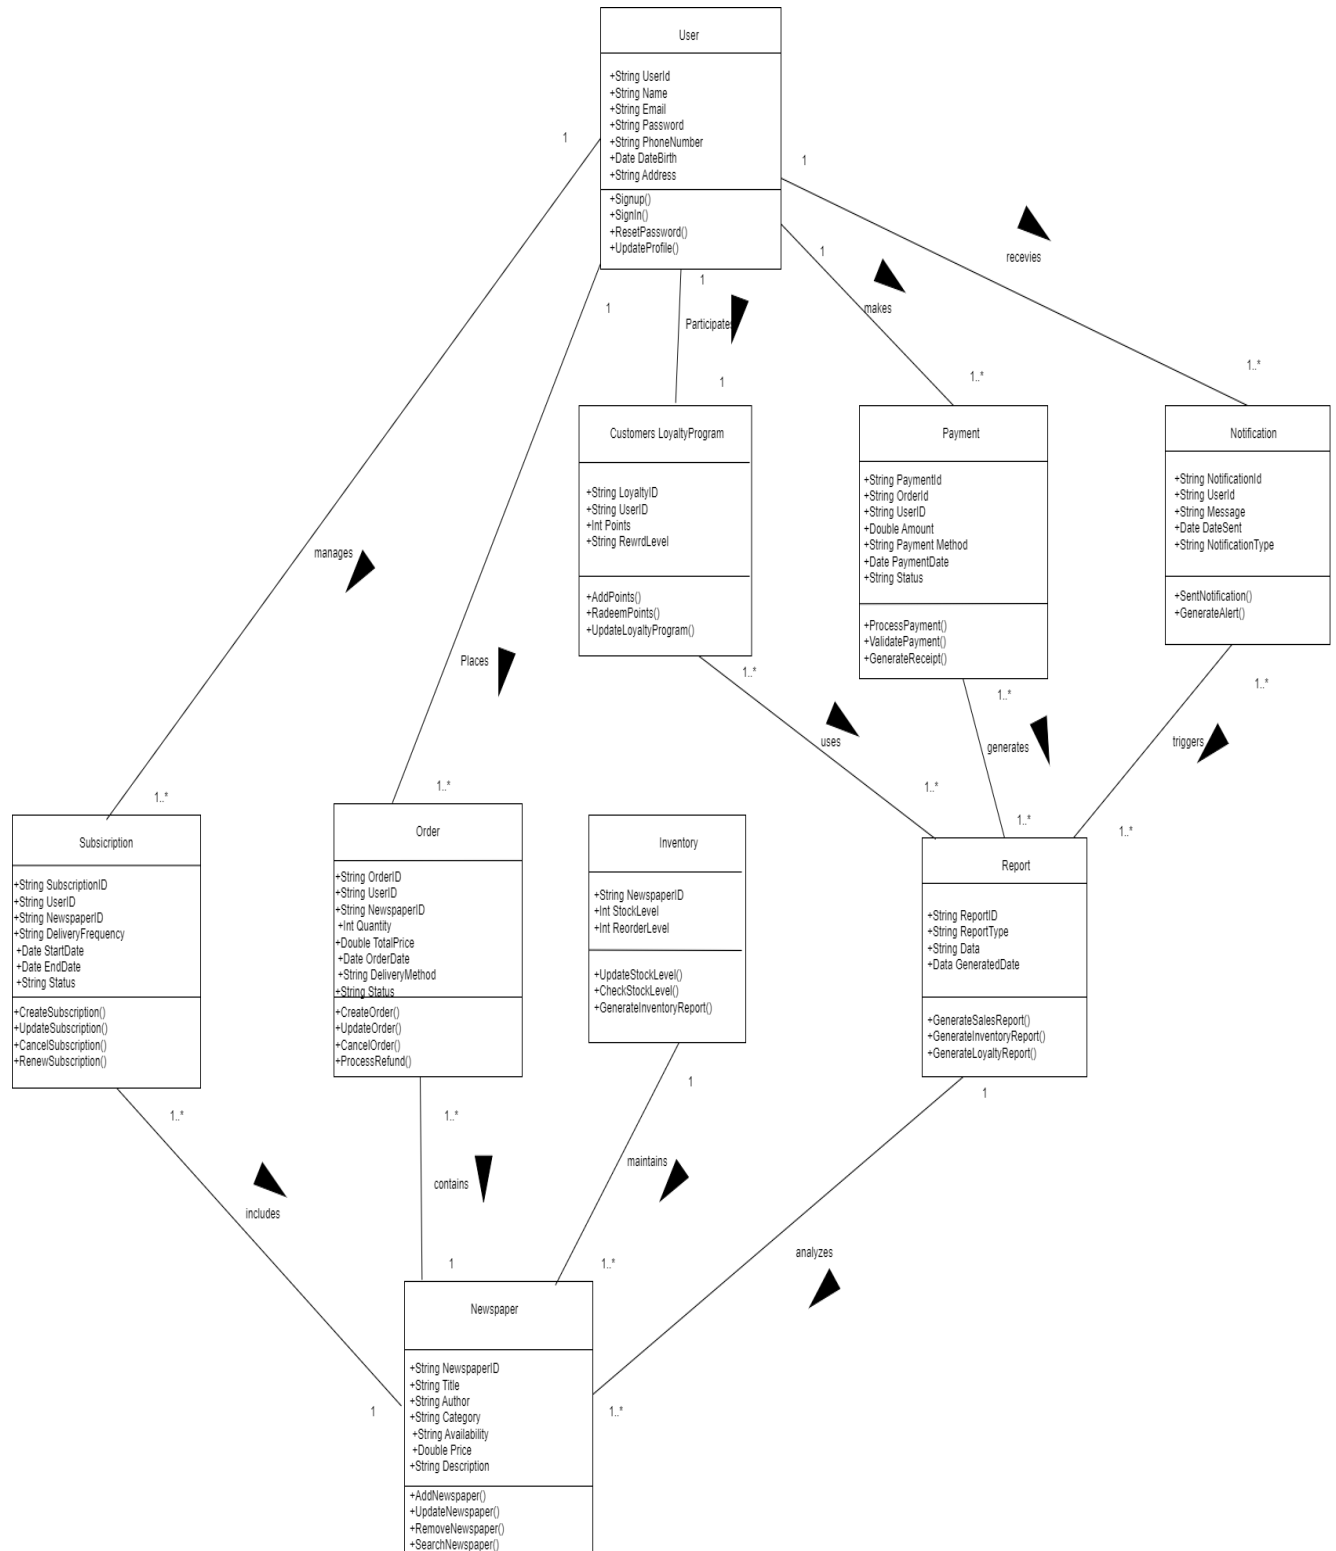 User
+String UserId
+String Name
+String Email
+String Password
+String PhoneNumber
+Date DateBirth
+String Address
+Signup()
+SignIn()
+ResetPassword()
+UpdateProfile()
1
1
1
1
1
recevies
makes
Participates
1
1..*
1..*
Customers LoyaltyProgram
+String LoyaltyID
+String UserID
+Int Points
+String RewrdLevel
+AddPoints()
+RadeemPoints()
+UpdateLoyaltyProgram()
Payment
+String PaymentId
+String OrderId
+String UserID
+Double Amount
+String Payment Method
+Date PaymentDate
+String Status
+ProcessPayment()
+ValidatePayment()
+GenerateReceipt()
Notification
+String NotificationId
+String UserId
+String Message
+Date DateSent
+String NotificationType
+SentNotification()
+GenerateAlert()
manages
Places
1..*
1..*
1..*
uses
generates
triggers
1..*
1..*
1..*
1..*
1..*
Subsicription
+String SubscriptionID
+String UserID
+String NewspaperID
+String DeliveryFrequency
+Date StartDate
+Date EndDate
+String Status
+CreateSubscription()
+UpdateSubscription()
+CancelSubscription()
+RenewSubscription()
Order
+String OrderID
+String UserID
+String NewspaperID
+Int Quantity
+Double TotalPrice
+Date OrderDate
+String DeliveryMethod
+String Status
+CreateOrder()
+UpdateOrder()
+CancelOrder()
+ProcessRefund()
Inventory
+String NewspaperID
+Int StockLevel
+Int ReorderLevel
+UpdateStockLevel()
+CheckStockLevel()
+GenerateInventoryReport()
Report
+String ReportID
+String ReportType
+String Data
+Data GeneratedDate
+GenerateSalesReport()
+GenerateInventoryReport()
+GenerateLoyaltyReport()
1..*
1..*
1
1
includes
contains
maintains
analyzes
1
1
1..*
1..*
Newspaper
+String NewspaperID
+String Title
+String Author
+String Category
+String Availability
+Double Price
+String Description
+AddNewspaper()
+UpdateNewspaper()
+RemoveNewspaper()
+SearchNewspaper()